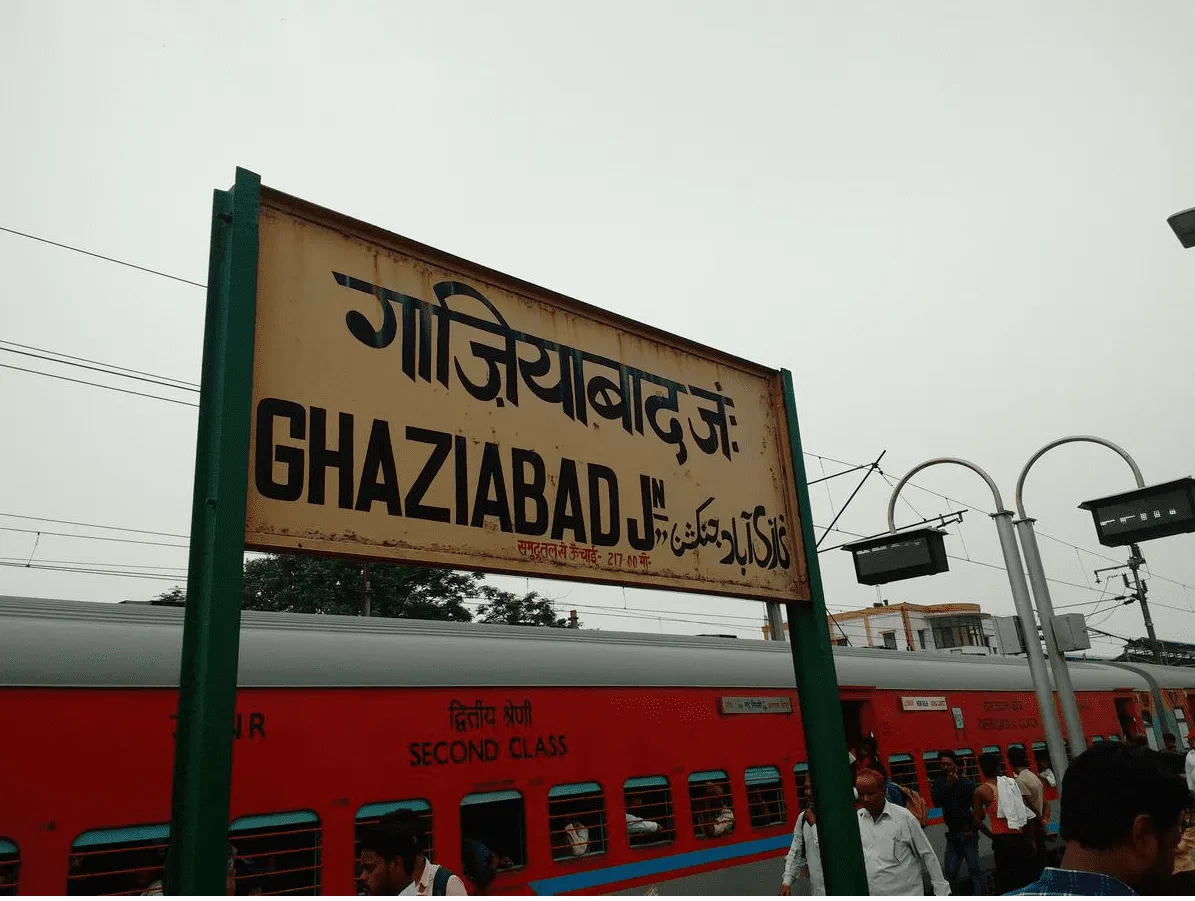 गाज़ियाबाद जं:
GHAZIABAD JN
غازی آباد جنکشن
समुद्रतल से ऊँचाई- 217·00 मी॰
द्वितीय श्रेणी
SECOND CLASS